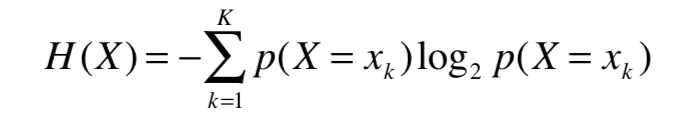 H(X) = −∑_{k=1}^{K} p(X = x_k) log_2 p(X = x_k)